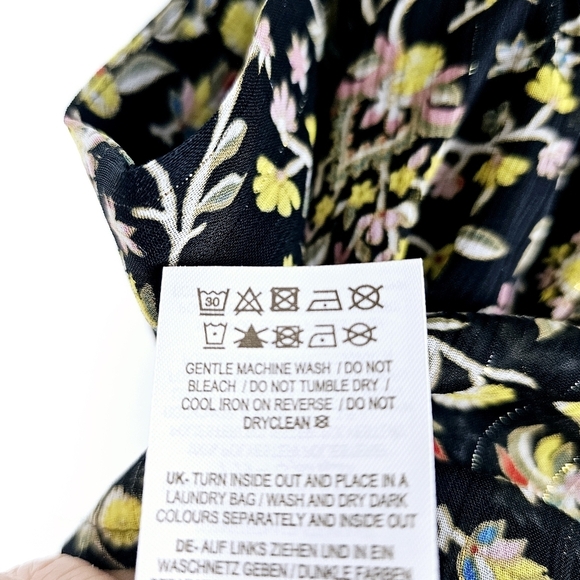 30
GENTLE MACHINE WASH / DO NOT
BLEACH / DO NOT TUMBLE DRY /
COOL IRON ON REVERSE / DO NOT
DRYCLEAN
UK- TURN INSIDE OUT AND PLACE IN A
LAUNDRY BAG / WASH AND DRY DARK
COLOURS SEPARATELY AND INSIDE OUT
DE- AUF LINKS ZIEHEN UND IN EIN
WASCHNETZ GEBEN / DUNKLE FARBEN